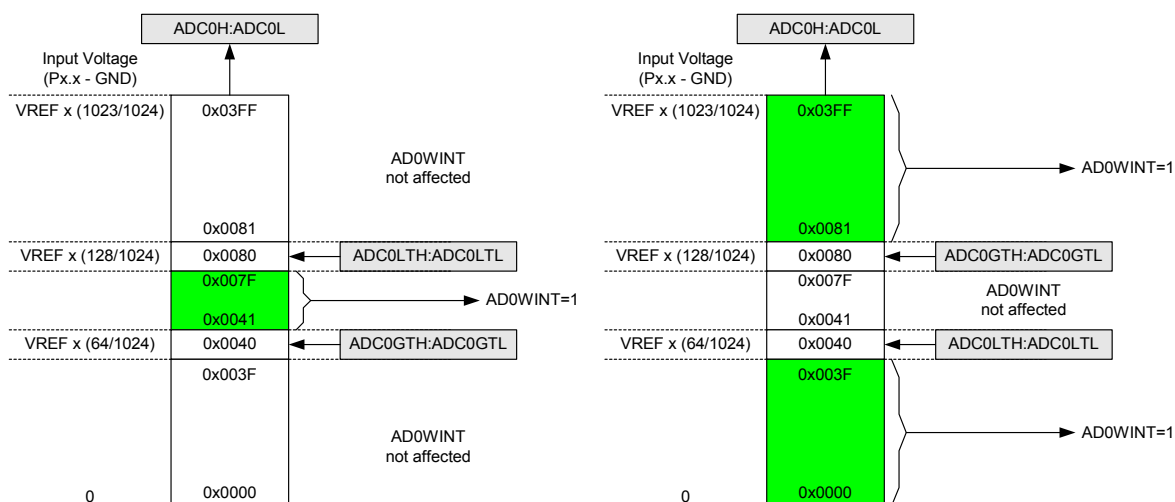 ADC0H:ADC0L
Input Voltage
(Px.x - GND)
VREF x (1023/1024)
0x03FF
AD0WINT
not affected
0x0081
VREF x (128/1024)
0x0080
ADC0LTH:ADC0LTL
0x007F
AD0WINT=1
0x0041
VREF x (64/1024)
0x0040
ADC0GTH:ADC0GTL
0x003F
AD0WINT
not affected
0
0x0000
ADC0H:ADC0L
Input Voltage
(Px.x - GND)
VREF x (1023/1024)
0x03FF
AD0WINT=1
0x0081
VREF x (128/1024)
0x0080
ADC0GTH:ADC0GTL
0x007F
AD0WINT
not affected
0x0041
VREF x (64/1024)
0x0040
ADC0LTH:ADC0LTL
0x003F
AD0WINT=1
0
0x0000